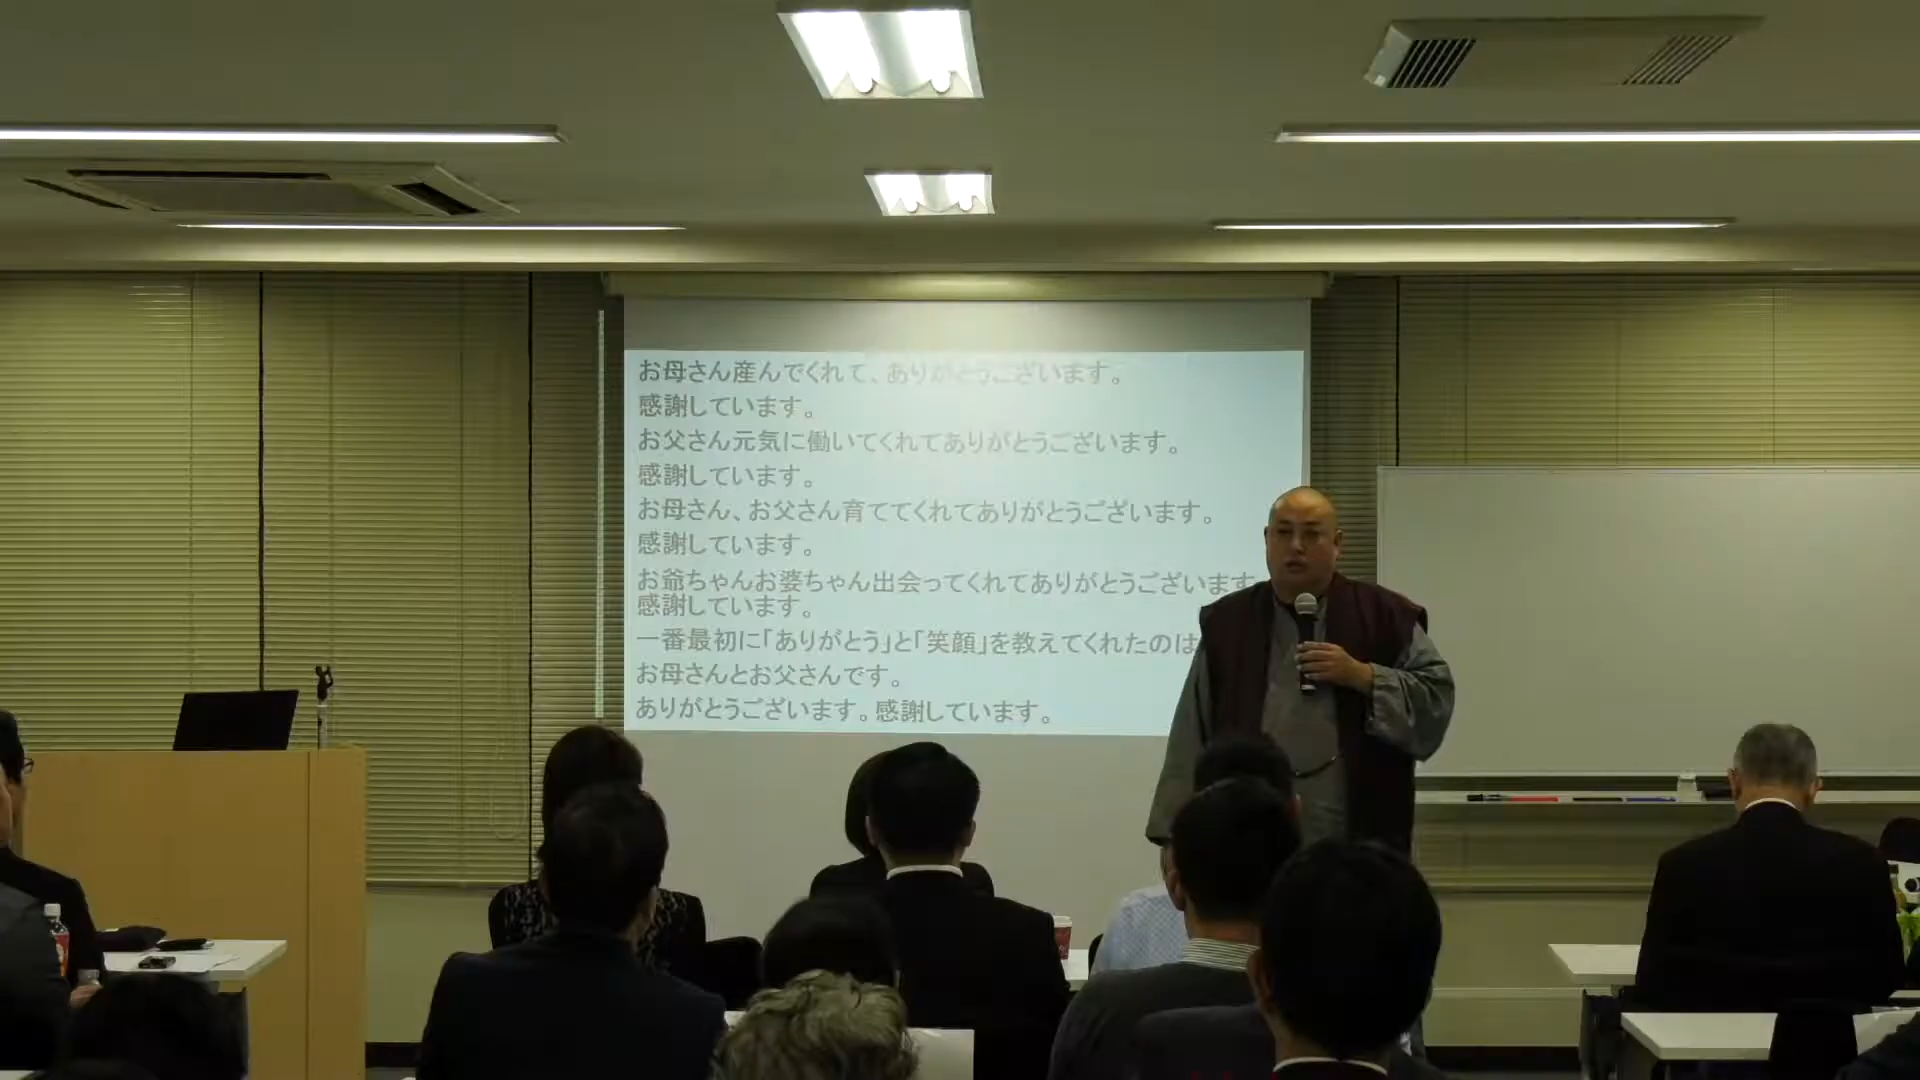 お母さん産んでくれて、ありがとうございます。
感謝しています。
お父さん元気に働いてくれてありがとうございます。
感謝しています。
お母さん、お父さん育ててくれてありがとうございます。
感謝しています。
お爺ちゃんお婆ちゃん出会ってくれてありがとうございます
感謝しています。
一番最初に「ありがとう」と「笑顔」を教えてくれたのは
お母さんとお父さんです。
ありがとうございます。感謝しています。